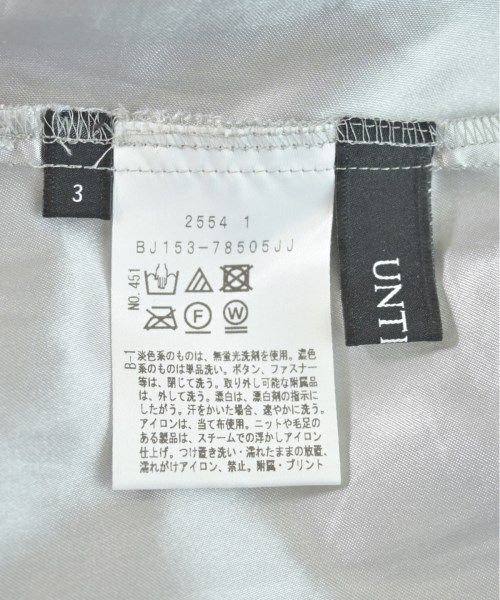 3
2554 1
BJ153-78505JJ
NO.451
F
W
B-1
淡色系のものは、無蛍光洗剤を使用。濃色
系のものは単品洗い。ボタン、ファスナー
等は、閉じて洗う。取り外し可能な附属品
は、外して洗う。漂白は、漂白剤の指示に
したがう。汗をかいた場合、速やかに洗う。
アイロンは、当て布使用。ニットや毛足の
ある製品は、スチームでの浮かしアイロン
仕上げ。つけ置き洗い・濡れたままの放置、
濡れがけアイロン、禁止。附属・プリント
UNTI